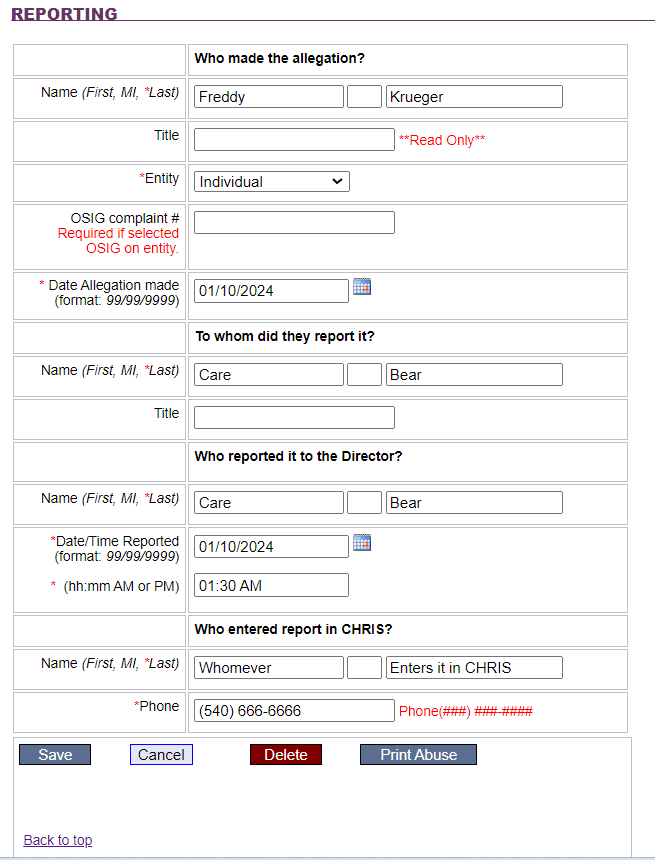 REPORTING
Who made the allegation?
Name (First, MI, *Last) Freddy Krueger
Title **Read Only**
*Entity Individual
OSIG complaint #
Required if selected
OSIG on entity.
* Date Allegation made
(format: 99/99/9999) 01/10/2024
To whom did they report it?
Name (First, MI, *Last) Care Bear
Title
Who reported it to the Director?
Name (First, MI, *Last) Care Bear
*Date/Time Reported
(format: 99/99/9999) 01/10/2024
* (hh:mm AM or PM) 01:30 AM
Who entered report in CHRIS?
Name (First, MI, *Last) Whomever Enters it in CHRIS
*Phone (540) 666-6666 Phone(###) ###-####
Save Cancel Delete Print Abuse
Back to top